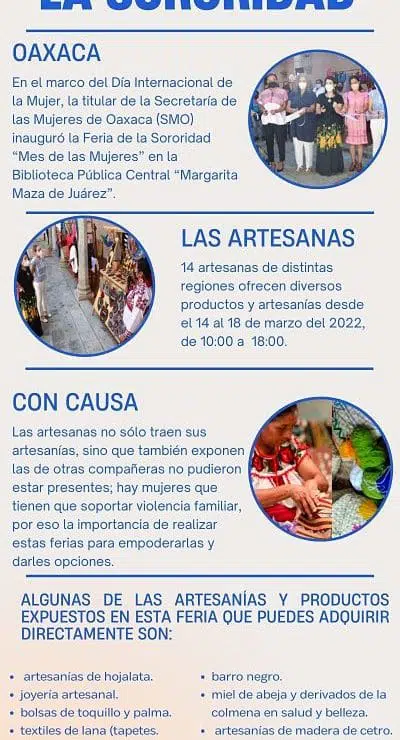 LA SORORIDAD
OAXACA
En el marco del Día Internacional de
la Mujer, la titular de la Secretaría de
las Mujeres de Oaxaca (SMO)
inauguró la Feria de la Sororidad
“Mes de las Mujeres” en la
Biblioteca Pública Central “Margarita
Maza de Juárez”.
LAS ARTESANAS
14 artesanas de distintas
regiones ofrecen diversos
productos y artesanías desde
el 14 al 18 de marzo del 2022,
de 10:00 a 18:00.
CON CAUSA
Las artesanas no sólo traen sus
artesanías, sino que también exponen
las de otras compañeras no pudieron
estar presentes; hay mujeres que
tienen que soportar violencia familiar,
por eso la importancia de realizar
estas ferias para empoderarlas y
darles opciones.
ALGUNAS DE LAS ARTESANÍAS Y PRODUCTOS
EXPUESTOS EN ESTA FERIA QUE PUEDES ADQUIRIR
DIRECTAMENTE SON:
• artesanías de hojalata.
• joyería artesanal.
• bolsas de toquillo y palma.
• textiles de lana (tapetes.
• barro negro.
• miel de abeja y derivados de la
colmena en salud y belleza.
• artesanías de madera de cetro.